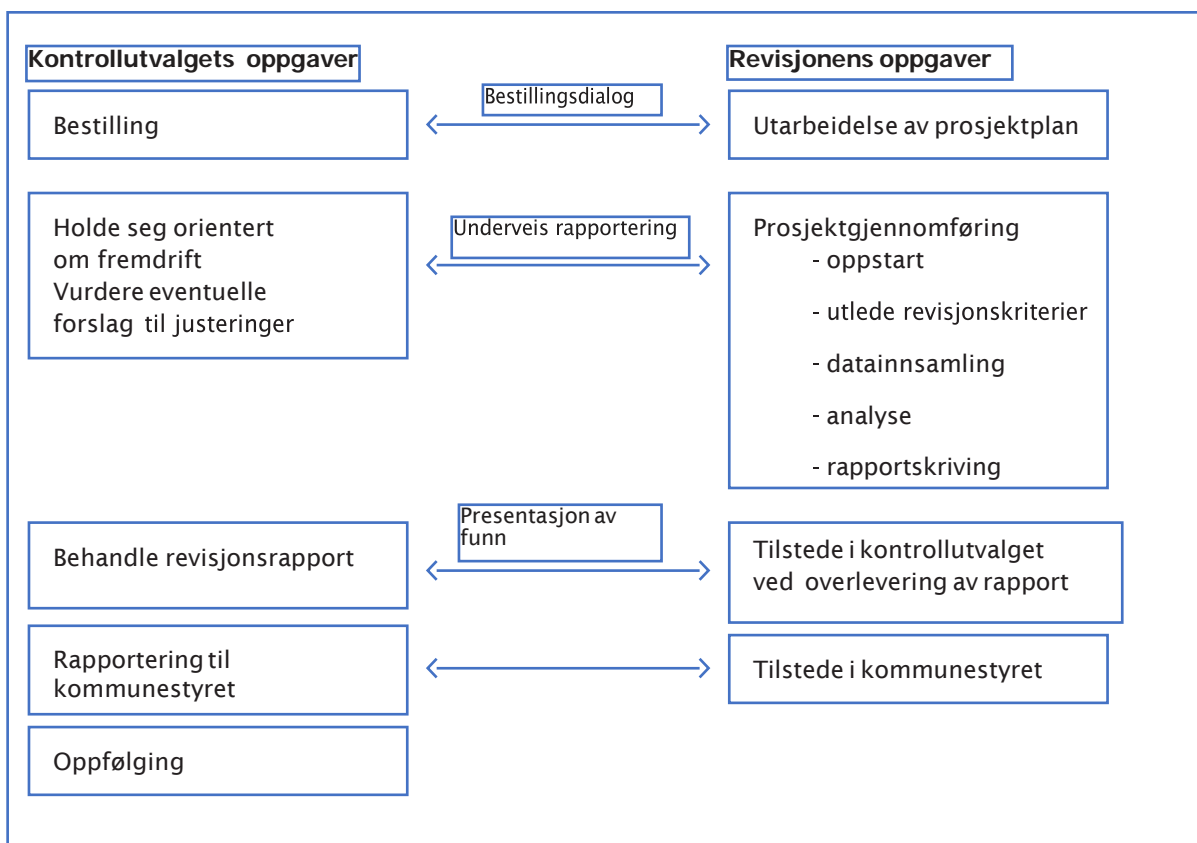 Kontrollutvalgets oppgaver
Revisjonens oppgaver
Bestilling
Bestillingsdialog
Utarbeidelse av prosjektplan
Holde seg orientert
om fremdrift
Vurdere eventuelle
forslag til justeringer
Underveis rapportering
Prosjektgjennomføring
- oppstart
- utlede revisjonskriterier
- datainnsamling
- analyse
- rapportskriving
Behandle revisjonsrapport
Presentasjon av
funn
Tilstede i kontrollutvalget
ved overlevering av rapport
Rapportering til
kommunestyret
Tilstede i kommunestyret
Oppfølging